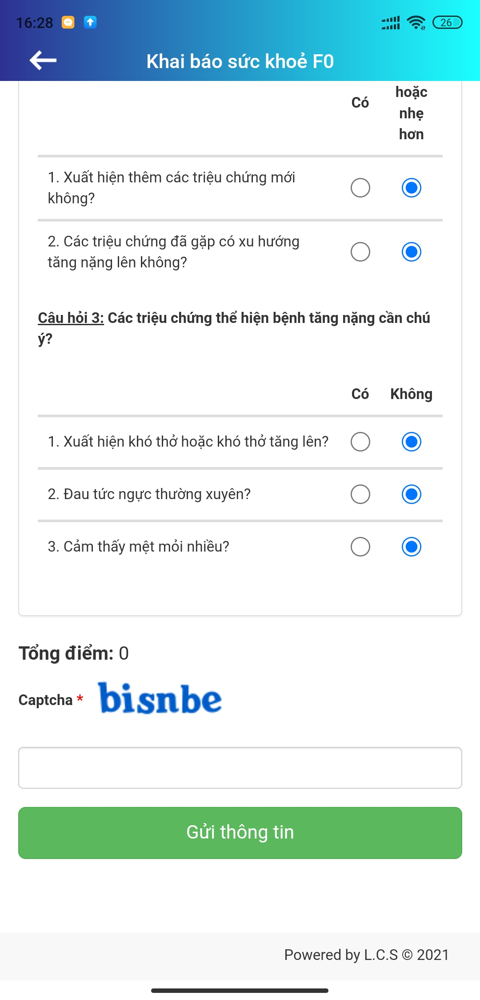 16:28
26
Khai báo sức khoẻ F0
hoặc
Có
nhẹ
hơn
1. Xuất hiện thêm các triệu chứng mới
không?
2. Các triệu chứng đã gặp có xu hướng
tăng nặng lên không?
Câu hỏi 3: Các triệu chứng thể hiện bệnh tăng nặng cần chú
ý?
Có Không
1. Xuất hiện khó thở hoặc khó thở tăng lên?
2. Đau tức ngực thường xuyên?
3. Cảm thấy mệt mỏi nhiều?
Tổng điểm: 0
Captcha * bisnbe
Gửi thông tin
Powered by L.C.S © 2021